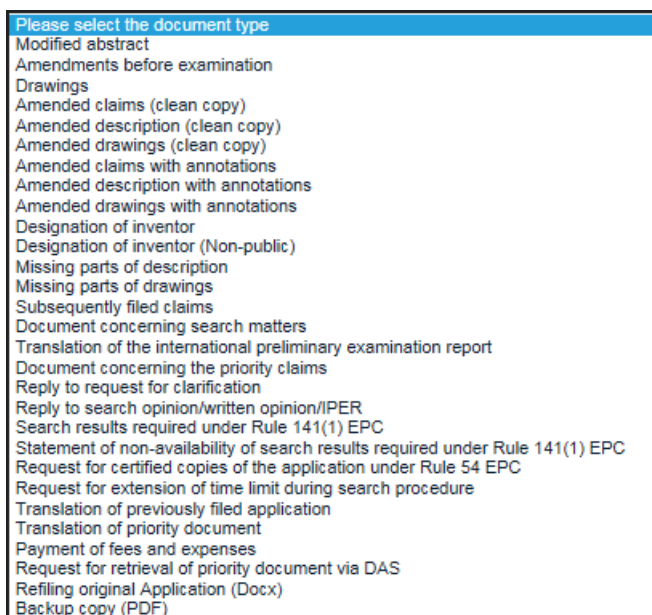 Please select the document type
Modified abstract
Amendments before examination
Drawings
Amended claims (clean copy)
Amended description (clean copy)
Amended drawings (clean copy)
Amended claims with annotations
Amended description with annotations
Amended drawings with annotations
Designation of inventor
Designation of inventor (Non-public)
Missing parts of description
Missing parts of drawings
Subsequently filed claims
Document concerning search matters
Translation of the international preliminary examination report
Document concerning the priority claims
Reply to request for clarification
Reply to search opinion/written opinion/IPER
Search results required under Rule 141(1) EPC
Statement of non-availability of search results required under Rule 141(1) EPC
Request for certified copies of the application under Rule 54 EPC
Request for extension of time limit during search procedure
Translation of previously filed application
Translation of priority document
Payment of fees and expenses
Request for retrieval of priority document via DAS
Refiling original Application (Docx)
Backup copy (PDF)